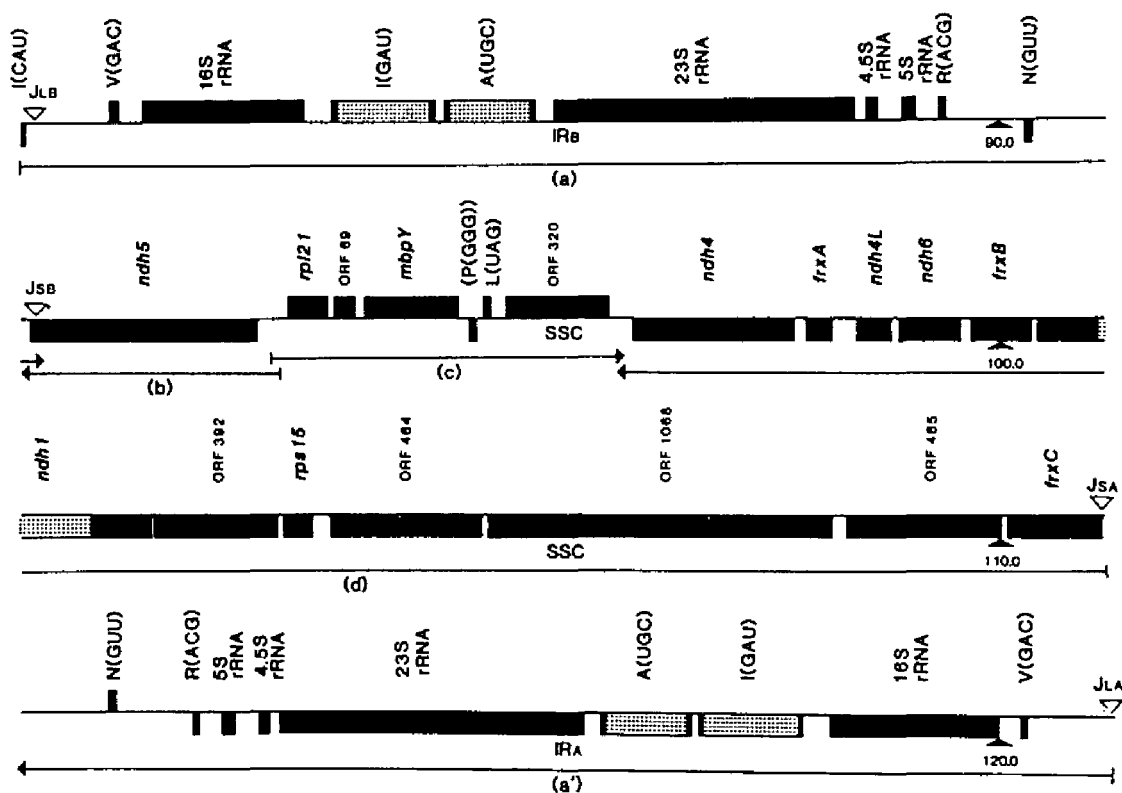 I(CAU)
JLB
V(GAC)
16S rRNA
I(GAU)
A(UGC)
23S rRNA
4.5S rRNA
5S rRNA
R(ACG)
N(GUU)
IRB
90.0
(a)
JSB
ndh5
rpl21
ORF 69
mbpY
(P(GGG))
L(UAG)
ORF 320
ndh4
frxA
ndh4L
ndh6
frxB
SSC
100.0
(b)
(c)
ndh1
ORF 392
rps15
ORF 464
ORF 1068
ORF 465
frxC
JSA
SSC
110.0
(d)
N(GUU)
R(ACG)
5S rRNA
4.5S rRNA
23S rRNA
A(UGC)
I(GAU)
16S rRNA
V(GAC)
JLA
IRA
120.0
(a')